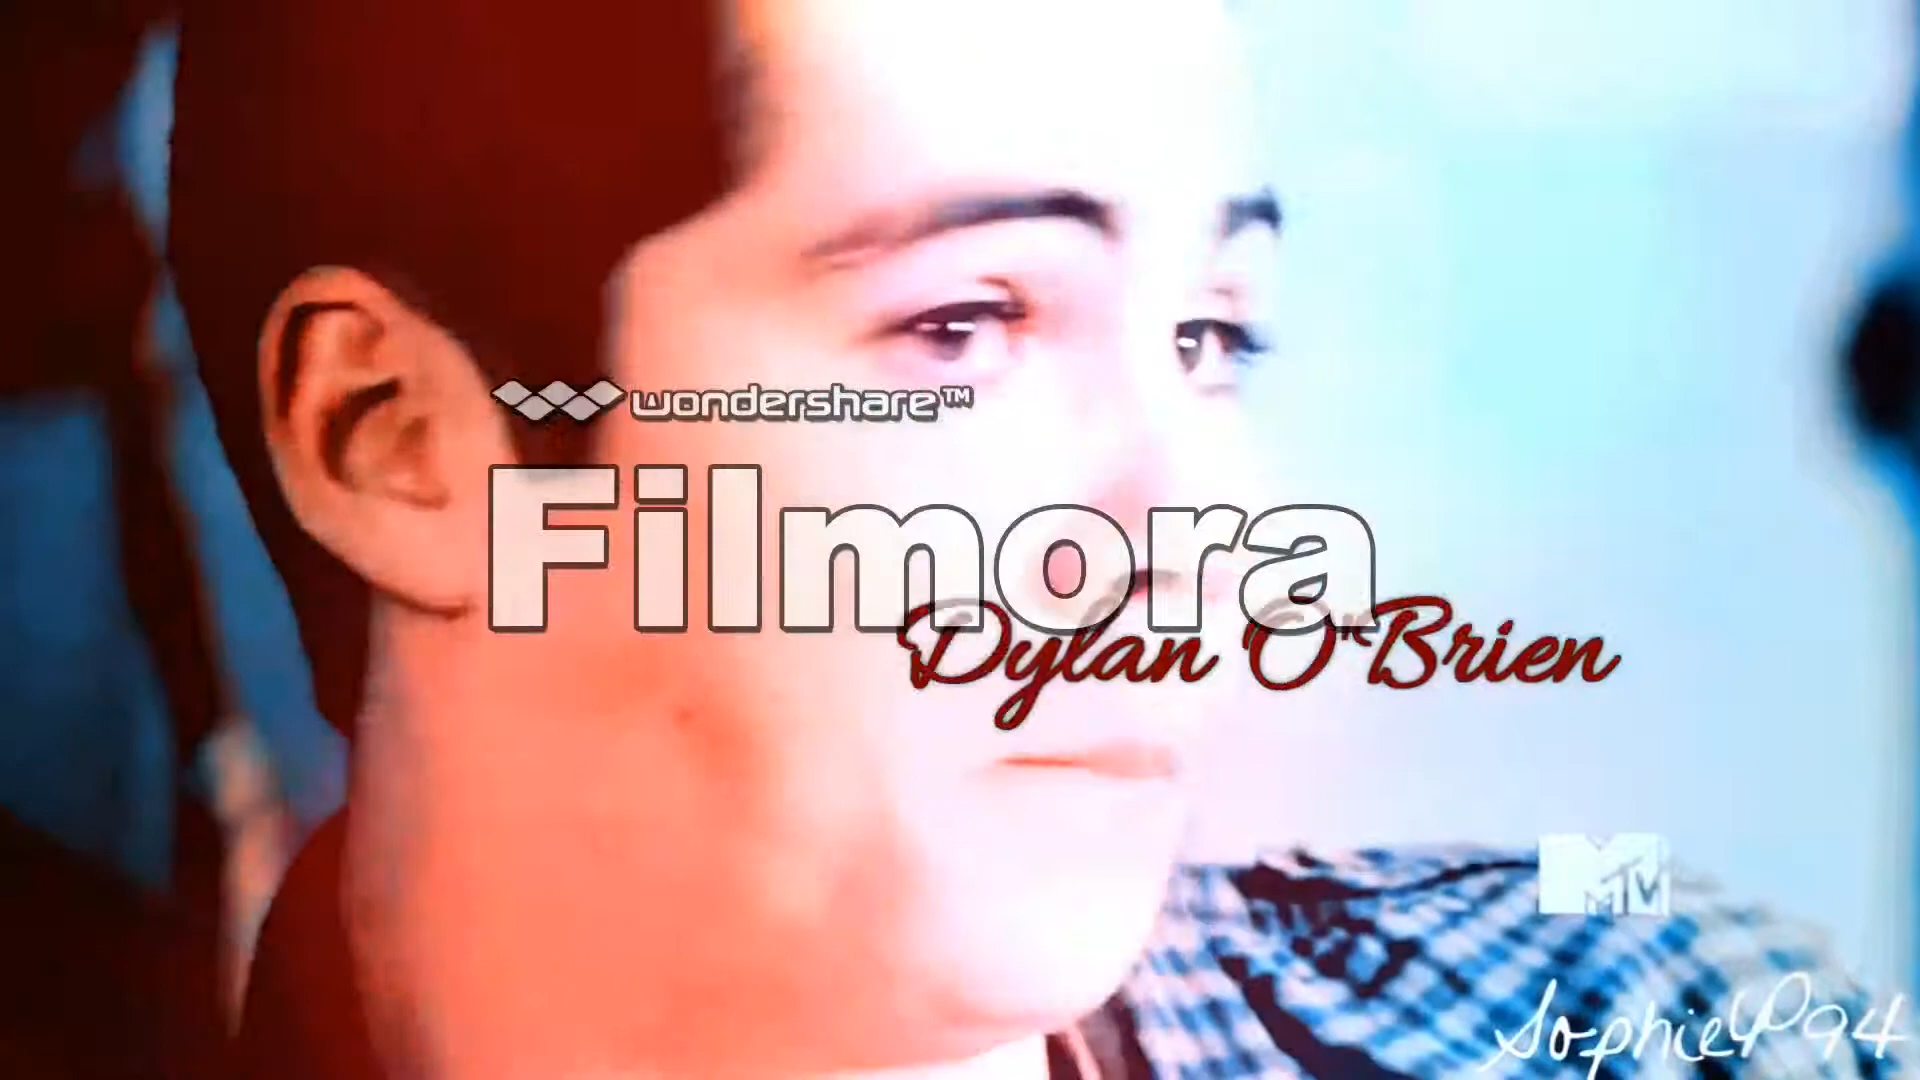 wondershare™
Filmora
Dylan O'Brien
MTV
SophieP94